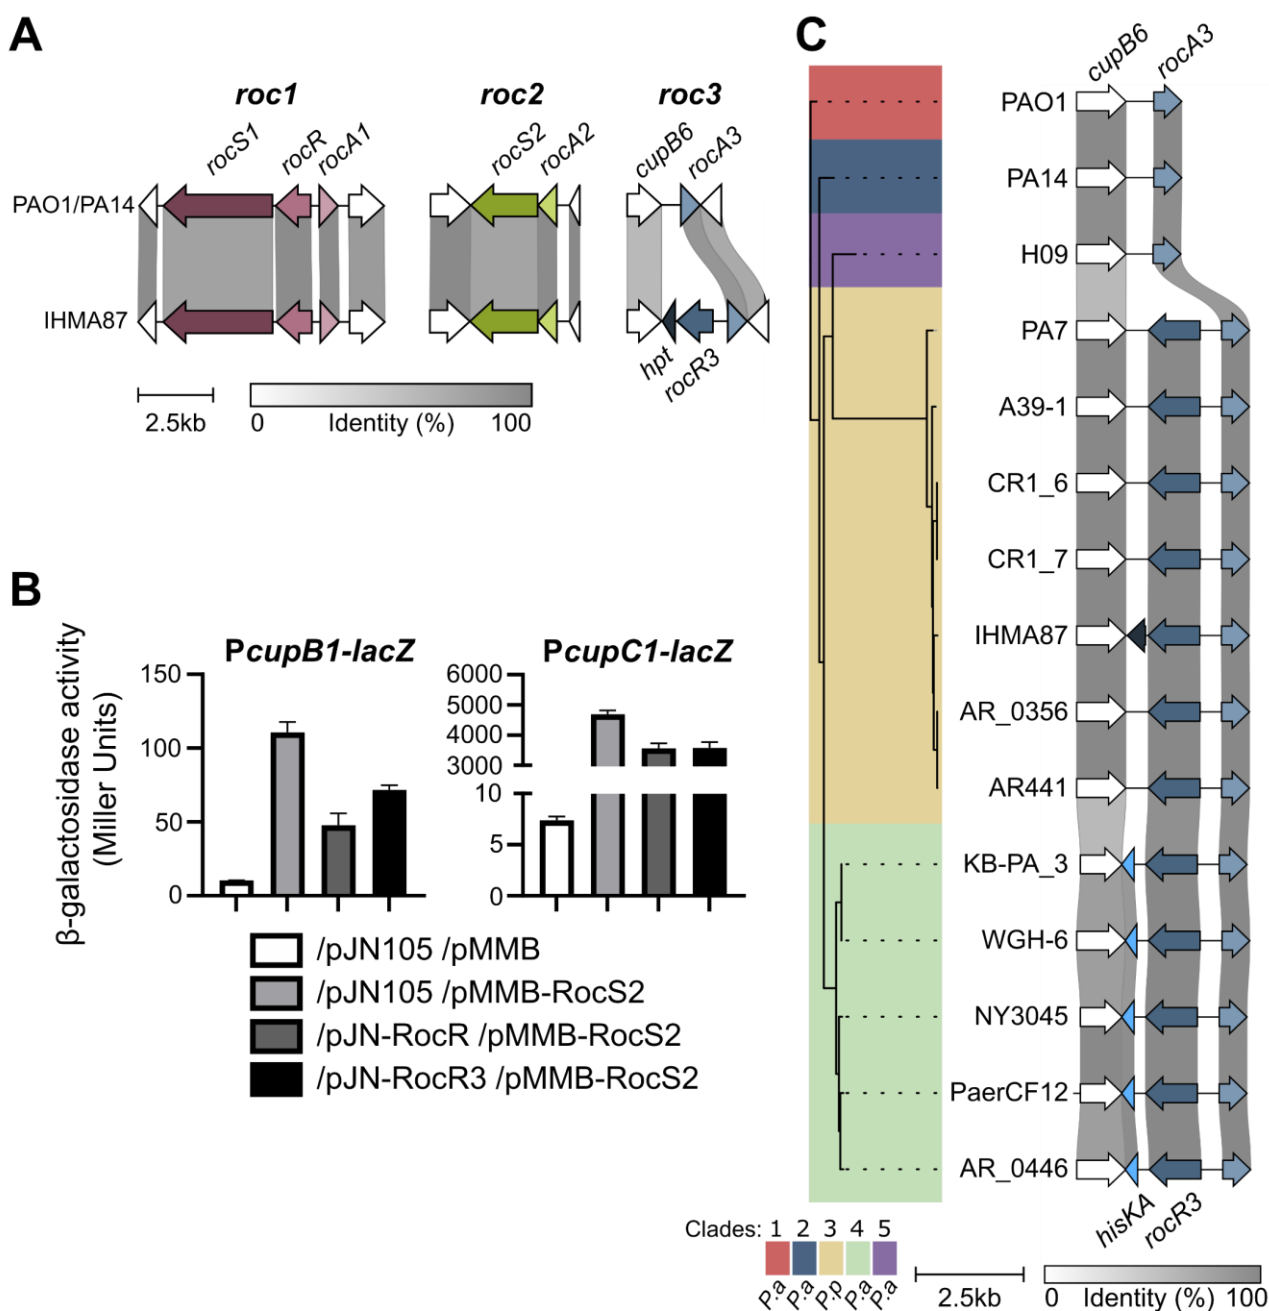 A
roc1 roc2 roc3
rocS1 rocR rocA1 rocS2 rocA2 cupB6 rocA3
PAO1/PA14
IHMA87
hpt rocR3
2.5kb
0 Identity (%) 100
B
β-galactosidase activity
(Miller Units)
PcupB1-lacZ
150
100
50
0
PcupC1-lacZ
6000
5000
4000
3000
10
5
0
/pJN105 /pMMB
/pJN105 /pMMB-RocS2
/pJN-RocR /pMMB-RocS2
/pJN-RocR3 /pMMB-RocS2
C
cupB6 rocA3
PAO1
PA14
H09
PA7
A39-1
CR1_6
CR1_7
IHMA87
AR_0356
AR441
KB-PA_3
WGH-6
NY3045
PaerCF12
AR_0446
hisKA rocR3
Clades: 1 2 3 4 5
P.a P.a P.p P.a P.a
2.5kb
0 Identity (%) 100